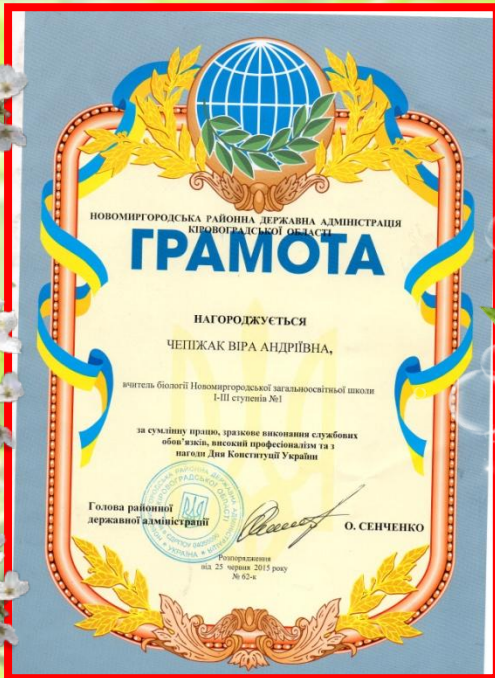 НОВОМИРГОРОДСЬКА РАЙОННА ДЕРЖАВНА АДМІНІСТРАЦІЯ
КІРОВОГРАДСЬКОЇ ОБЛАСТІ
ГРАМОТА
НАГОРОДЖУЄТЬСЯ
ЧЕПІЖАК ВІРА АНДРІЇВНА,
вчитель біології Новомиргородської загальноосвітньої школи
І-ІІІ ступенів №1
за сумлінну працю, зразкове виконання службових
обов'язків, високий професіоналізм та з
нагоди Дня Конституції України
Голова районної
державної адміністрації
О. СЕНЧЕНКО
Розпорядження
від 25 червня 2015 року
№ 62-к